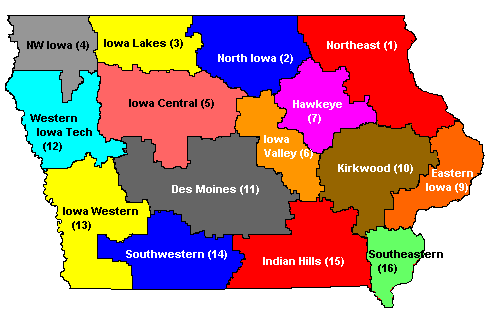 NW Iowa (4)
Iowa Lakes (3)
North Iowa (2)
Northeast (1)
Iowa Central (5)
Hawkeye
(7)
Western
Iowa Tech
(12)
Iowa
Valley (6)
Kirkwood (10)
Eastern
Iowa (9)
Des Moines (11)
Iowa Western
(13)
Southwestern (14)
Indian Hills (15)
Southeastern
(16)